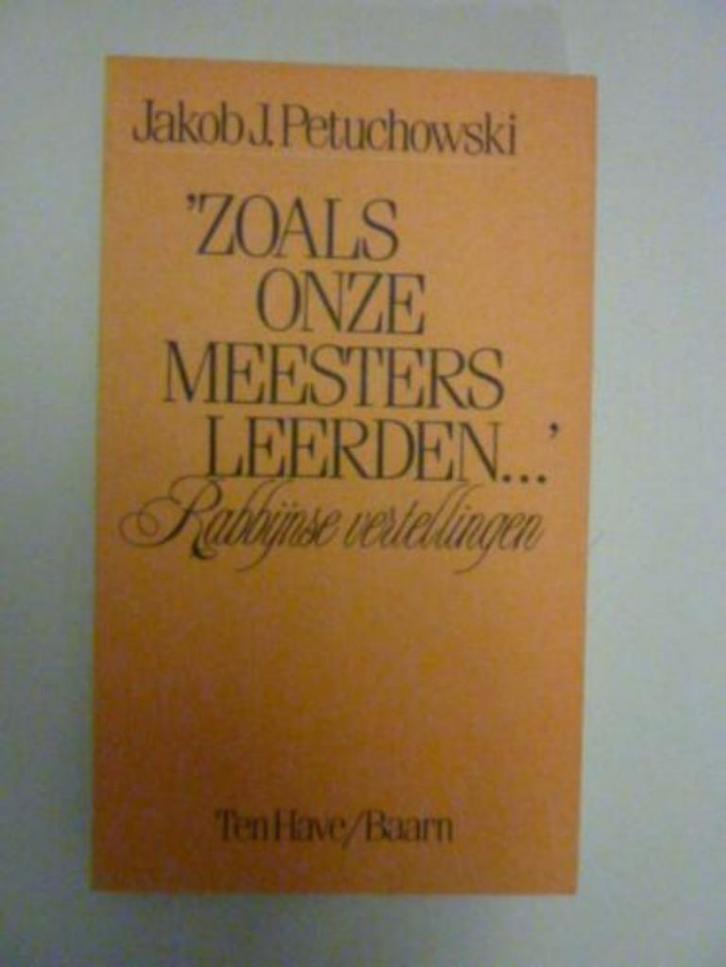 Jakob J. Petuchowski
'ZOALS
ONZE
MEESTERS
LEERDEN...'
Rabbijnse vertellingen
Ten Have/Baarn